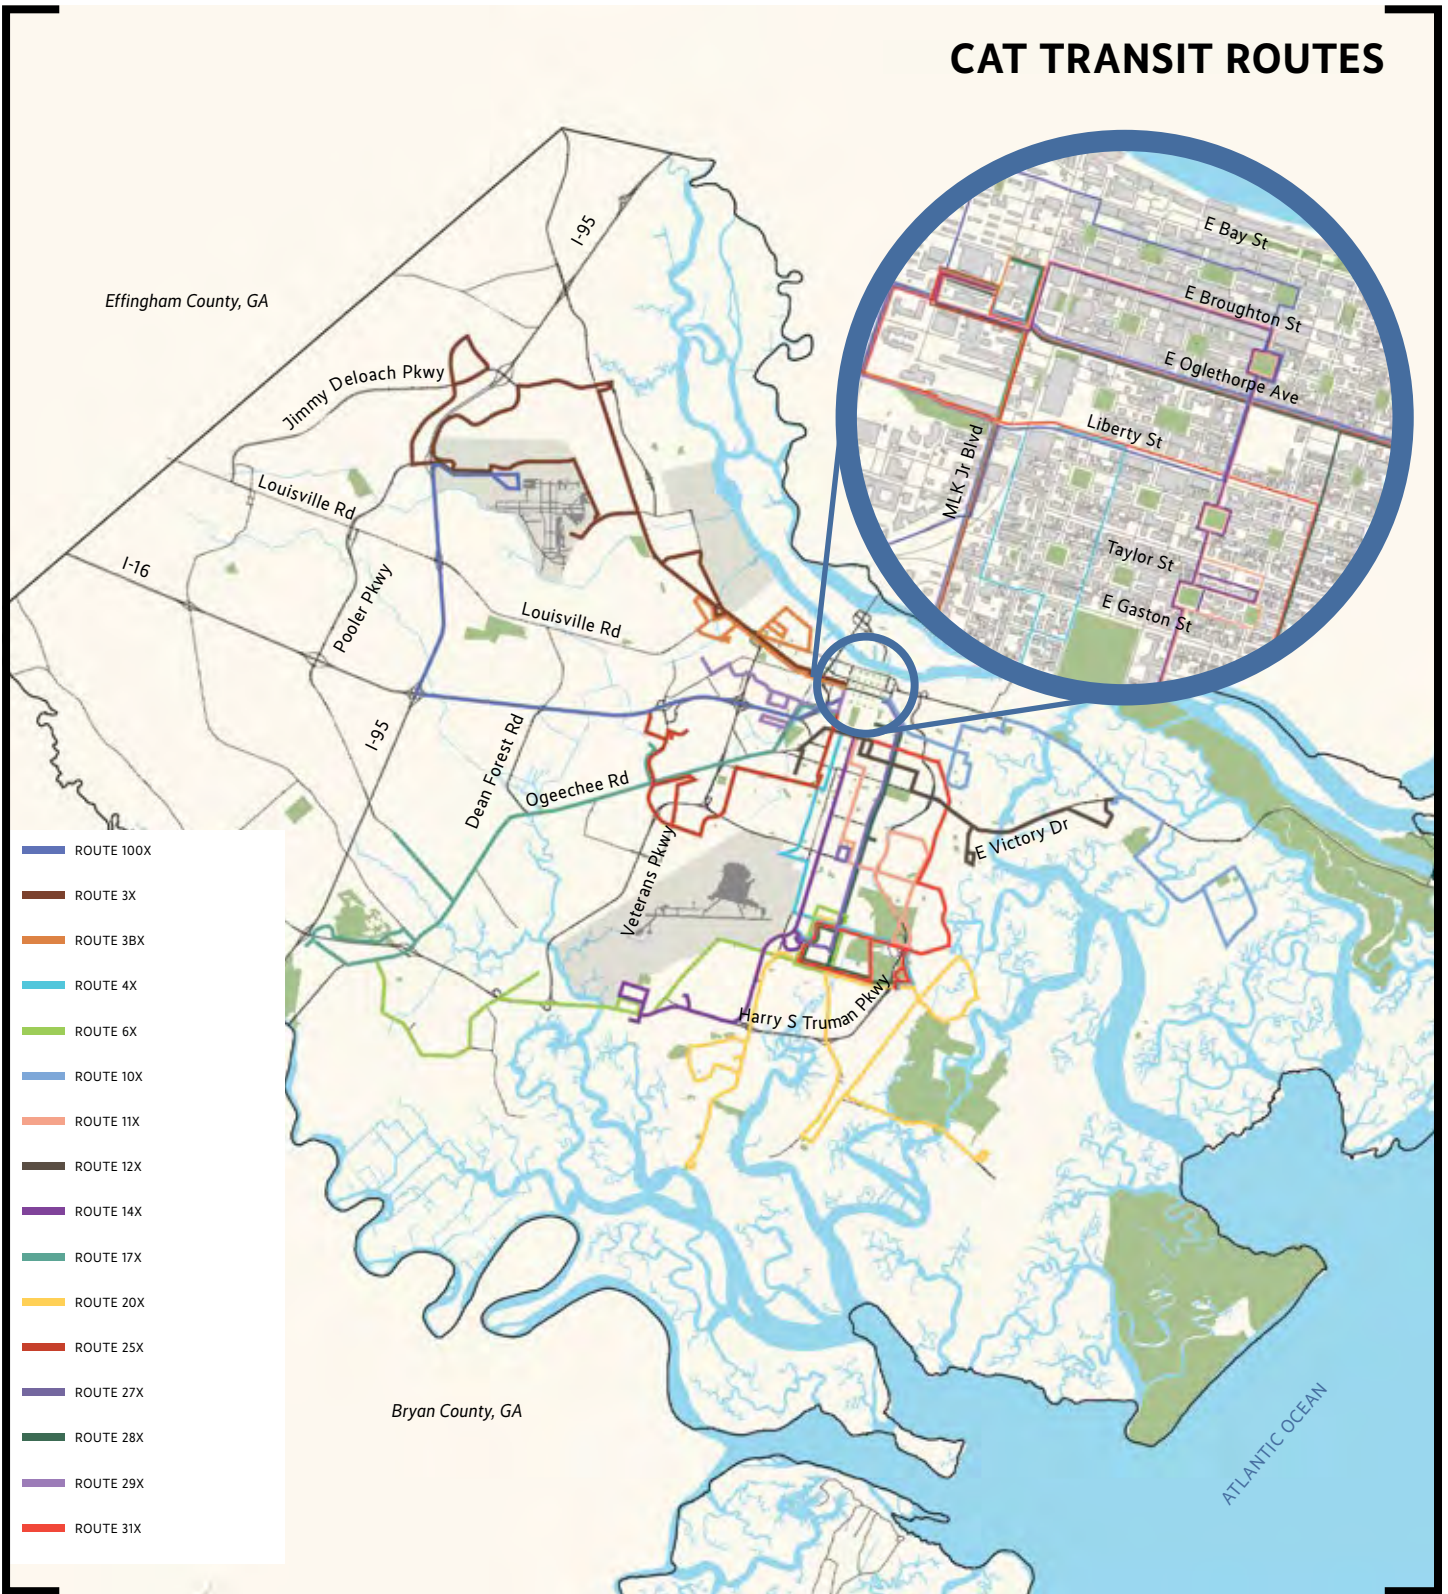 CAT TRANSIT ROUTES
E Bay St
I-95
E Broughton St
Effingham County, GA
E Oglethorpe Ave
Jimmy Deloach Pkwy
Liberty St
MLK Jr Blvd
Louisville Rd
Taylor St
I-16
Pooler Pkwy
E Gaston St
Louisville Rd
I-95
Dean Forest Rd
Ogeechee Rd
E Victory Dr
Veterans Pkwy
Harry S Truman Pkwy
ROUTE 100X
ROUTE 3X
ROUTE 3BX
ROUTE 4X
ROUTE 6X
ROUTE 10X
ROUTE 11X
ROUTE 12X
ROUTE 14X
ROUTE 17X
ROUTE 20X
ROUTE 25X
ROUTE 27X
ROUTE 28X
ROUTE 29X
ROUTE 31X
Bryan County, GA
ATLANTIC OCEAN